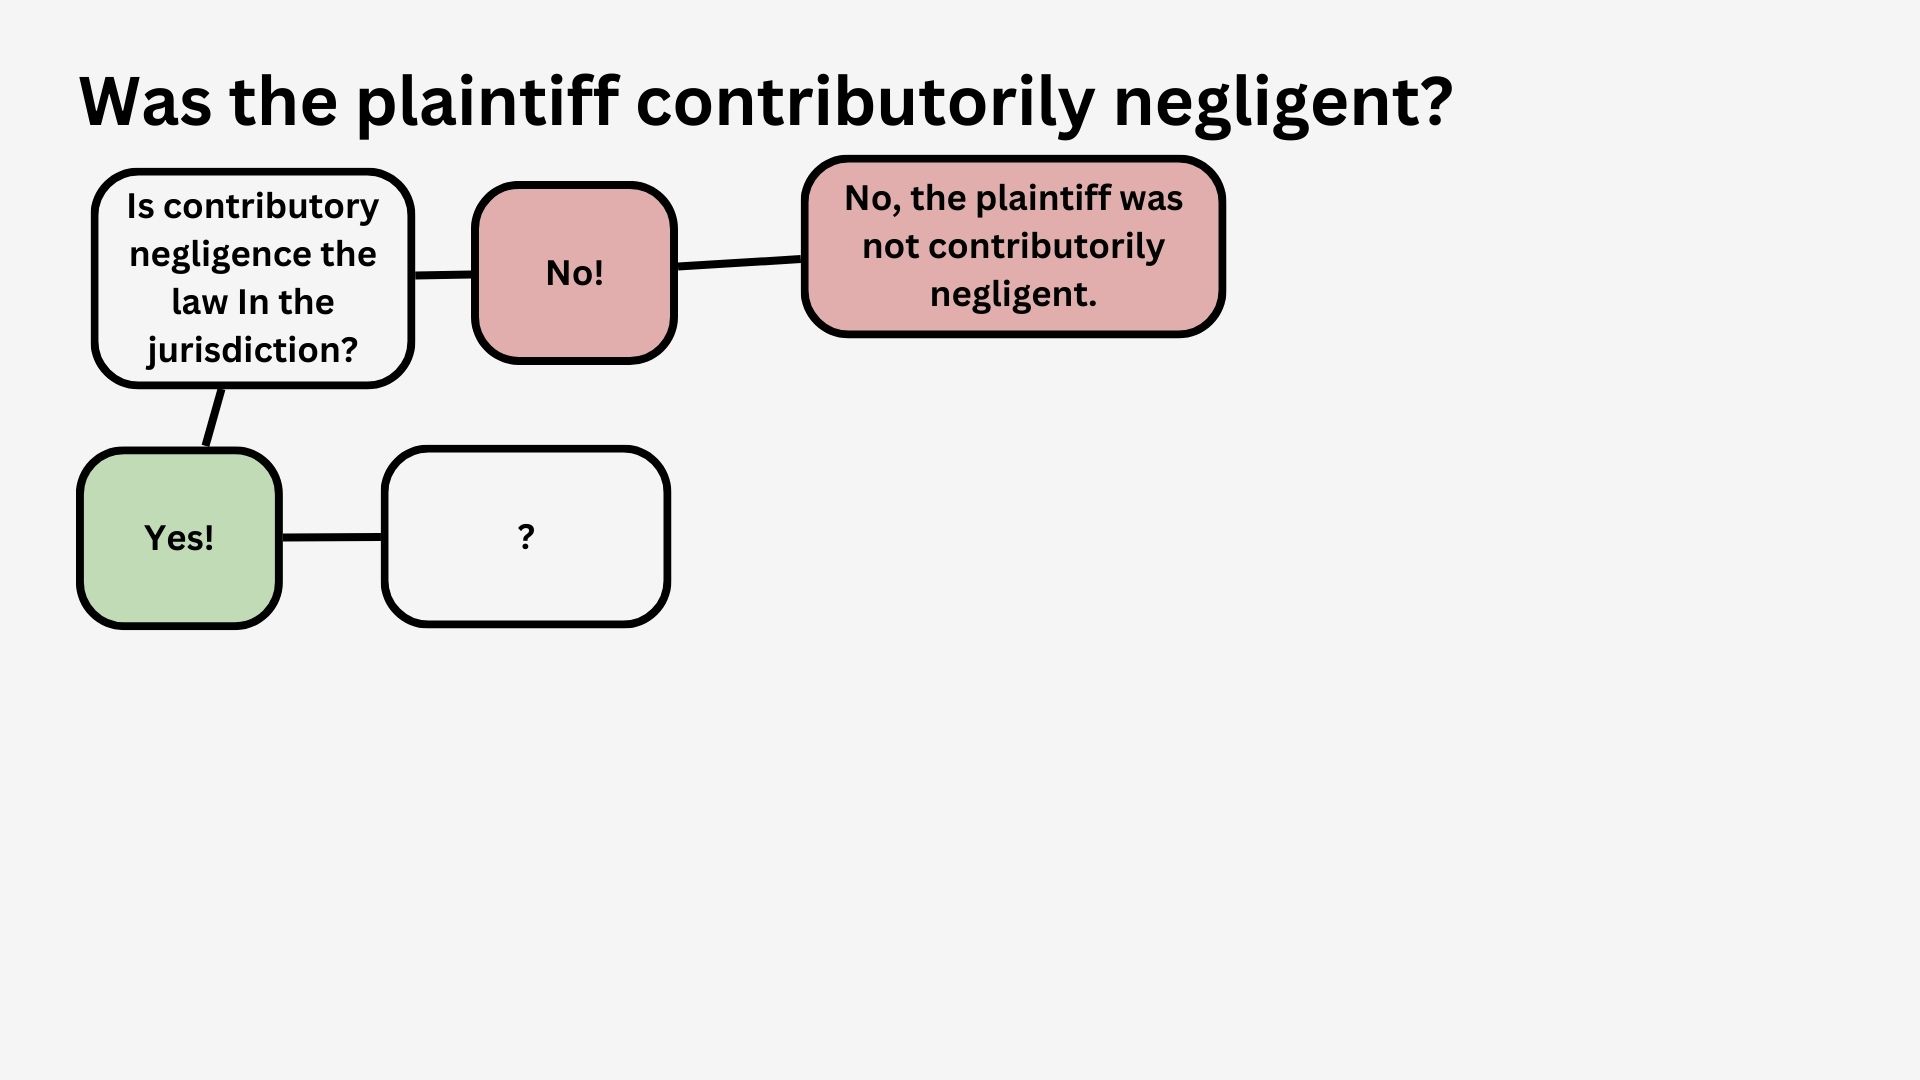 Was the plaintiff contributorily negligent?
Is contributory
negligence the
law In the
jurisdiction?
No!
No, the plaintiff was
not contributorily
negligent.
Yes!
?